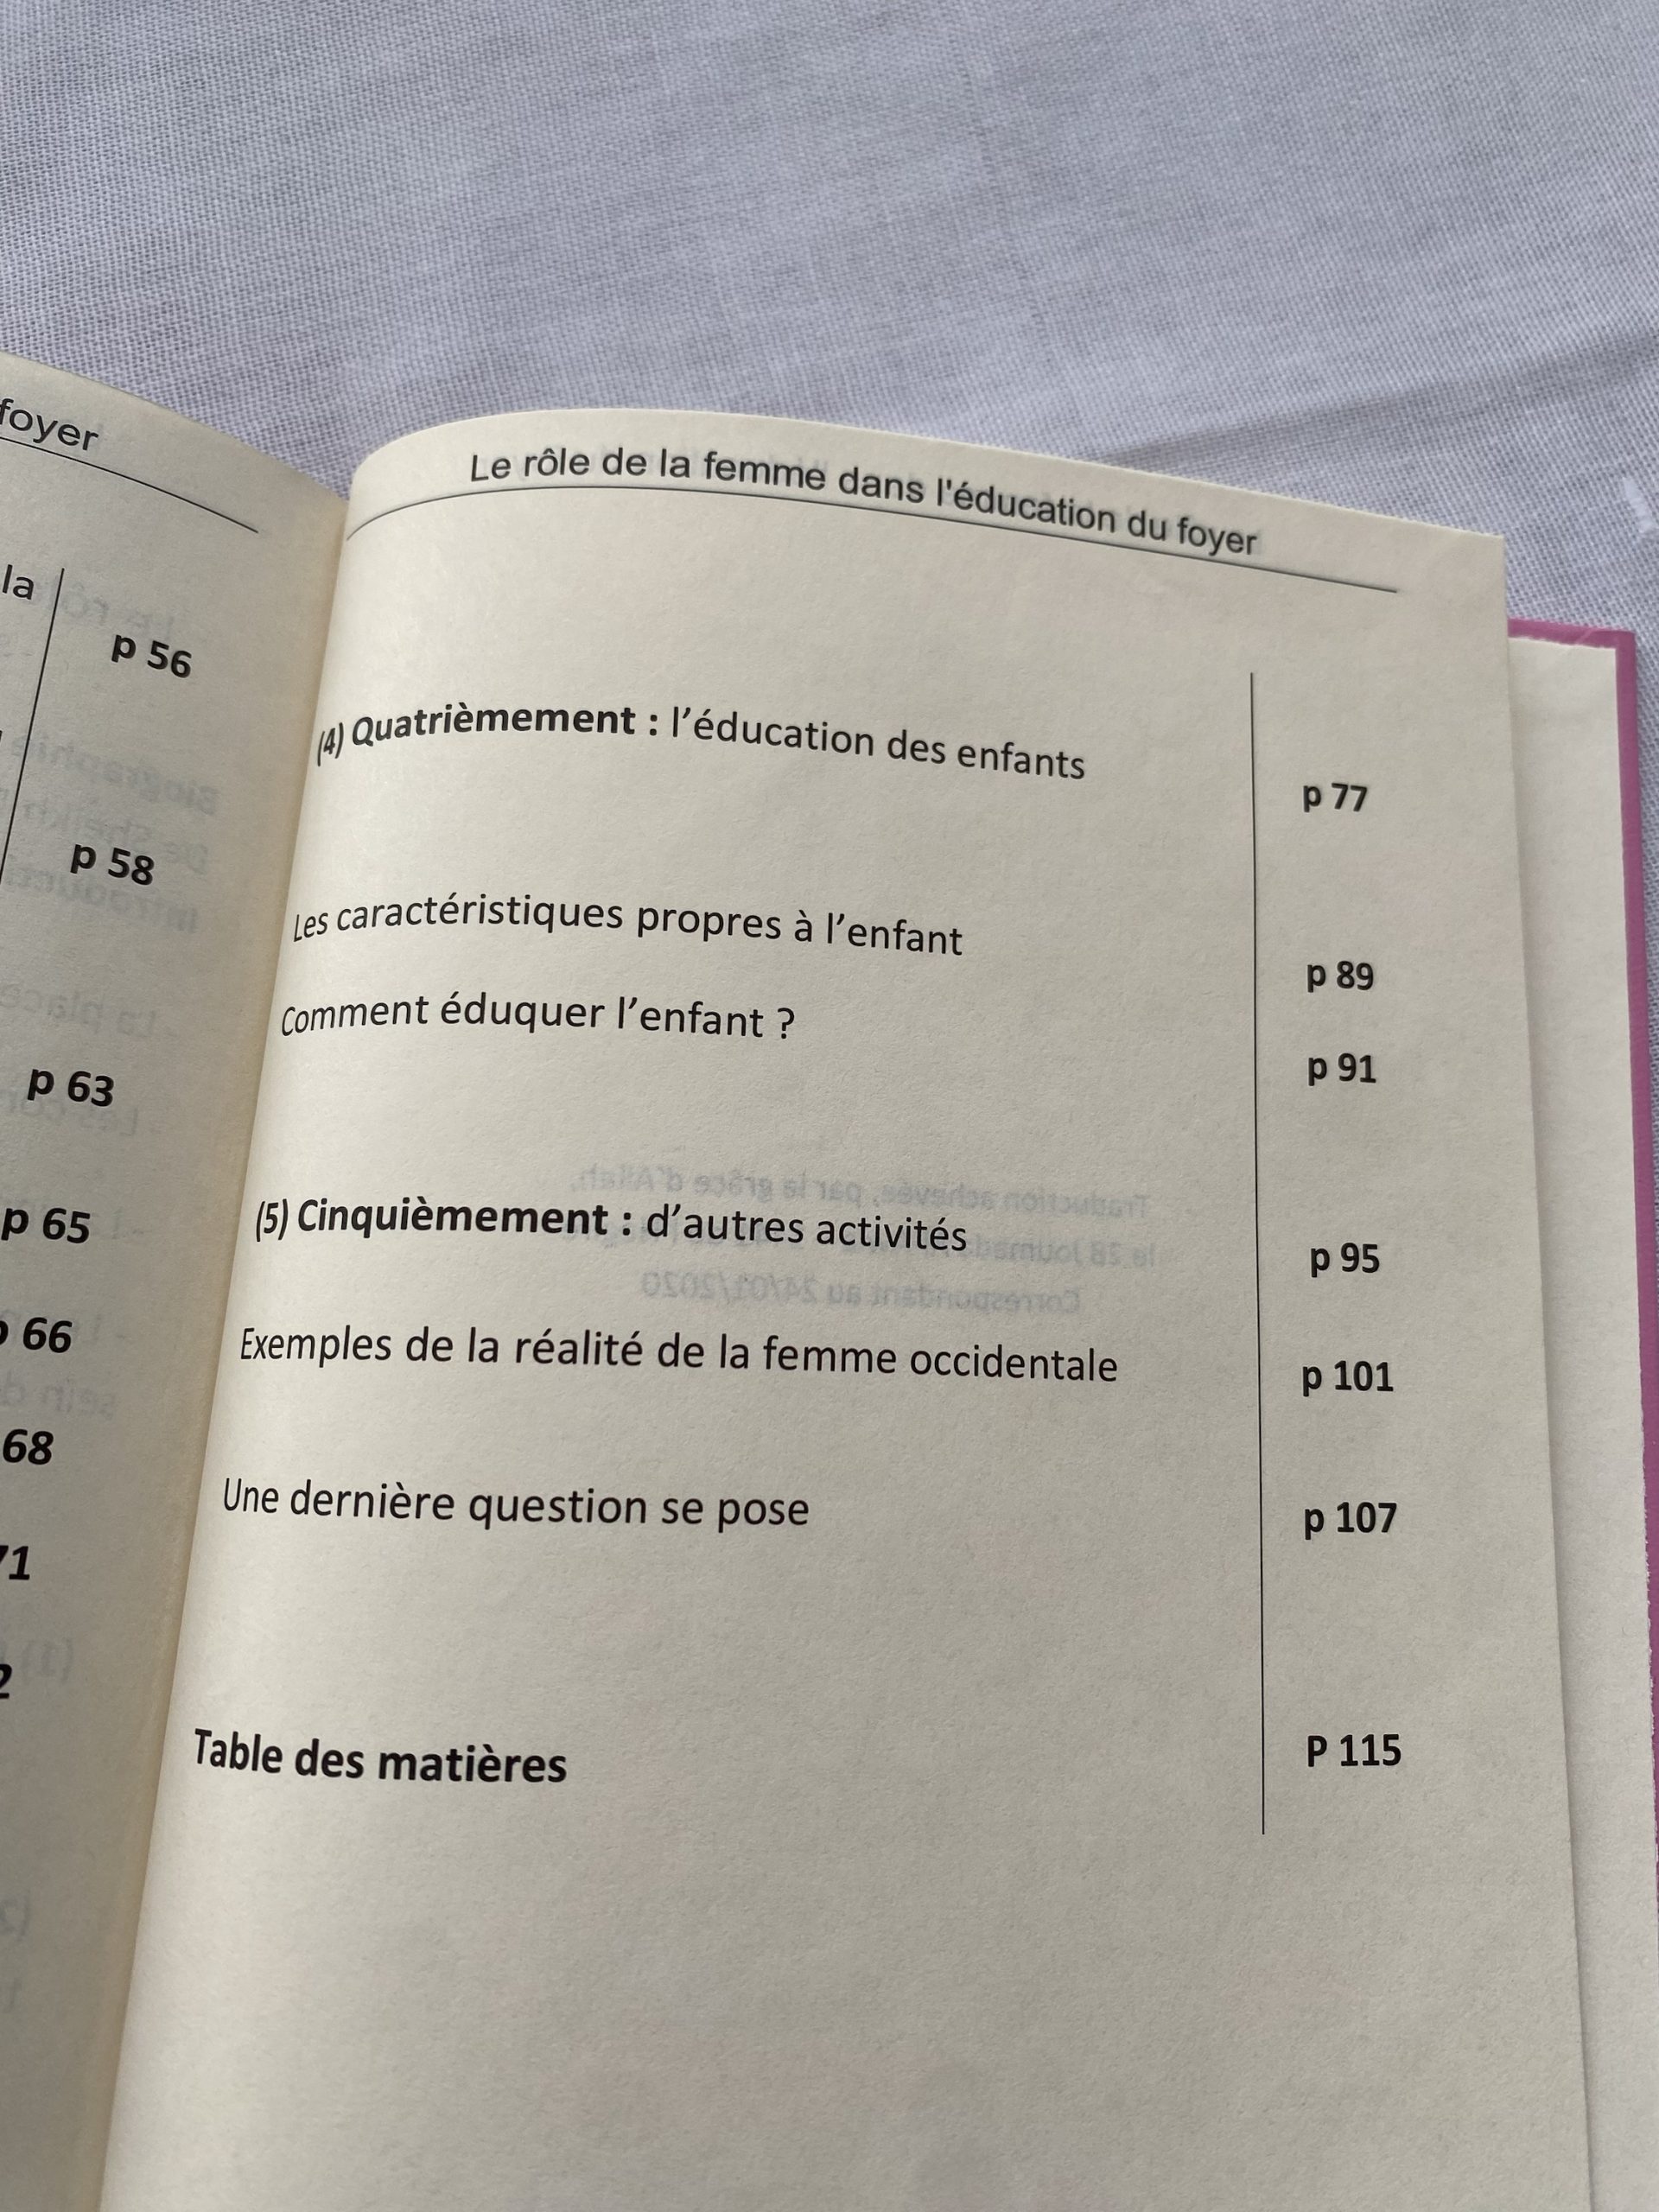 foyer
la
p 56
p 58
p 63
p 65
66
68
71
2
Le rôle de la femme dans l'éducation du foyer
(4) Quatrièmement : l’éducation des enfants
p 77
Les caractéristiques propres à l’enfant
p 89
Comment éduquer l’enfant ?
p 91
(5) Cinquièmement : d’autres activités
p 95
Exemples de la réalité de la femme occidentale
p 101
Une dernière question se pose
p 107
Table des matières
P 115